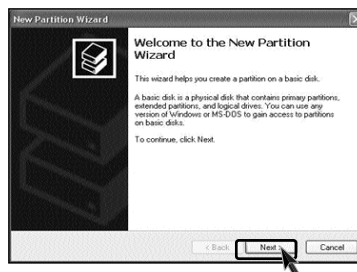 New Partition Wizard
Welcome to the New Partition
Wizard
This wizard helps you create a partition on a basic disk.
A basic disk is a physical disk that contains primary partitions,
extended partitions, and logical drives. You can use any
version of Windows or MS-DOS to gain access to partitions
on basic disks.
To continue, click Next.
< Back
Next >
Cancel